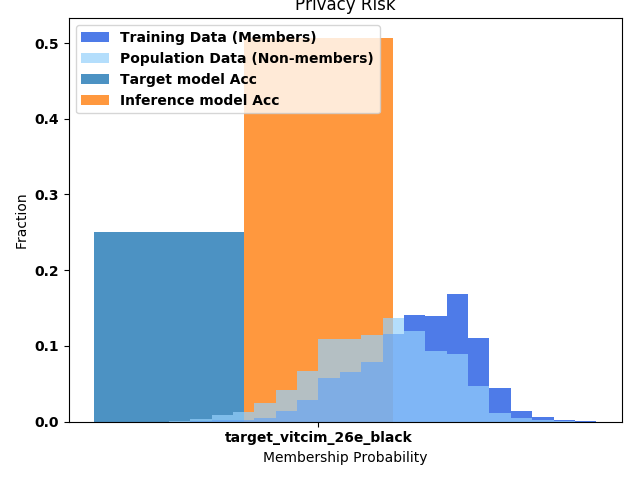 Privacy Risk
Training Data (Members)
Population Data (Non-members)
Target model Acc
Inference model Acc
0.5
0.4
0.3
0.2
0.1
0.0
Fraction
target_vitcim_26e_black
Membership Probability